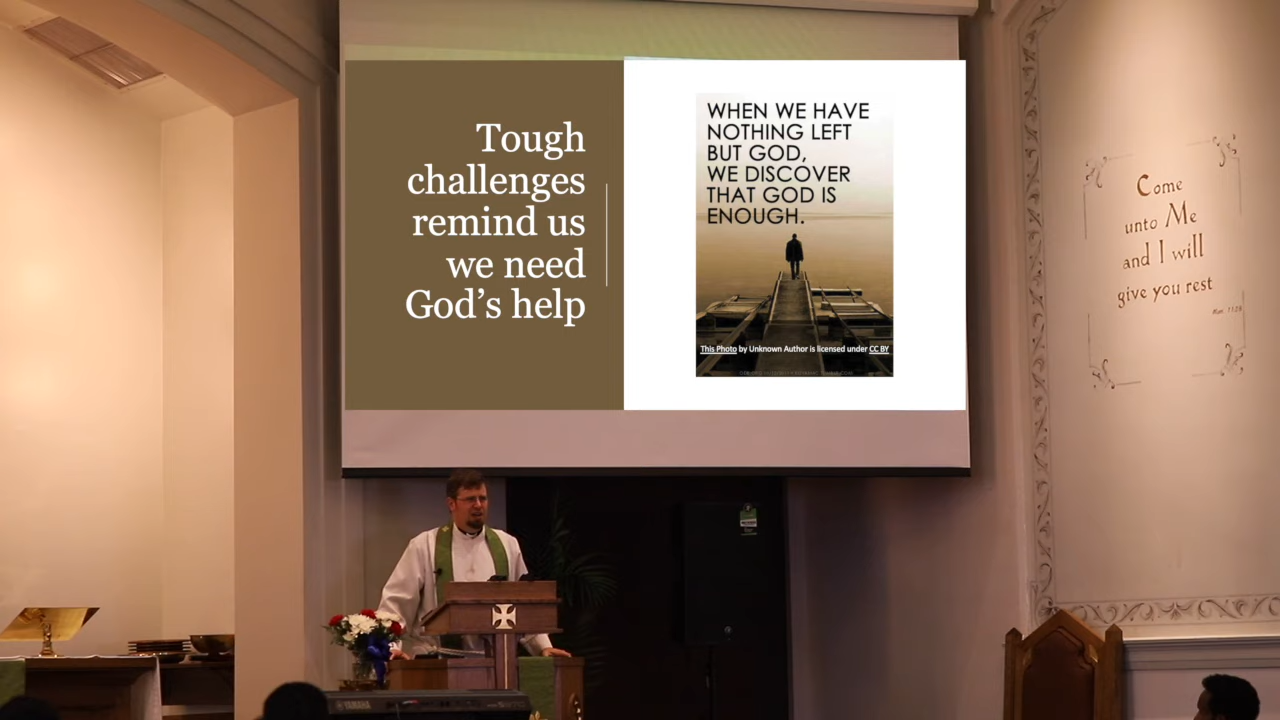 Tough
challenges
remind us
we need
God's help
WHEN WE HAVE
NOTHING LEFT
BUT GOD,
WE DISCOVER
THAT GOD IS
ENOUGH.
This Photo by Unknown Author is licensed under CC BY
Come
unto Me
and I will
give you rest
YAMAHA